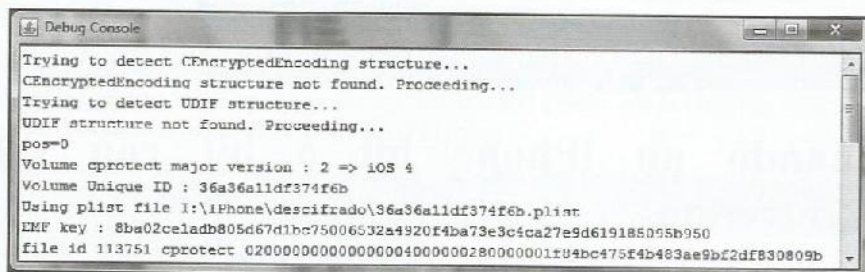 Debug Console
Trying to detect CEncryptedEncoding structure...
CEncryptedEncoding structure not found. Proceeding...
Trying to detect UDIF structure...
UDIF structure not found. Proceeding...
pos=0
Volume cprotect major version : 2 => iOS 4
Volume Unique ID : 36a36a11df374f6b
Using plist file I:\IPhone\descifrado\36a36a11df374f6b.plist
EMF key :
file id 113751 cprotect